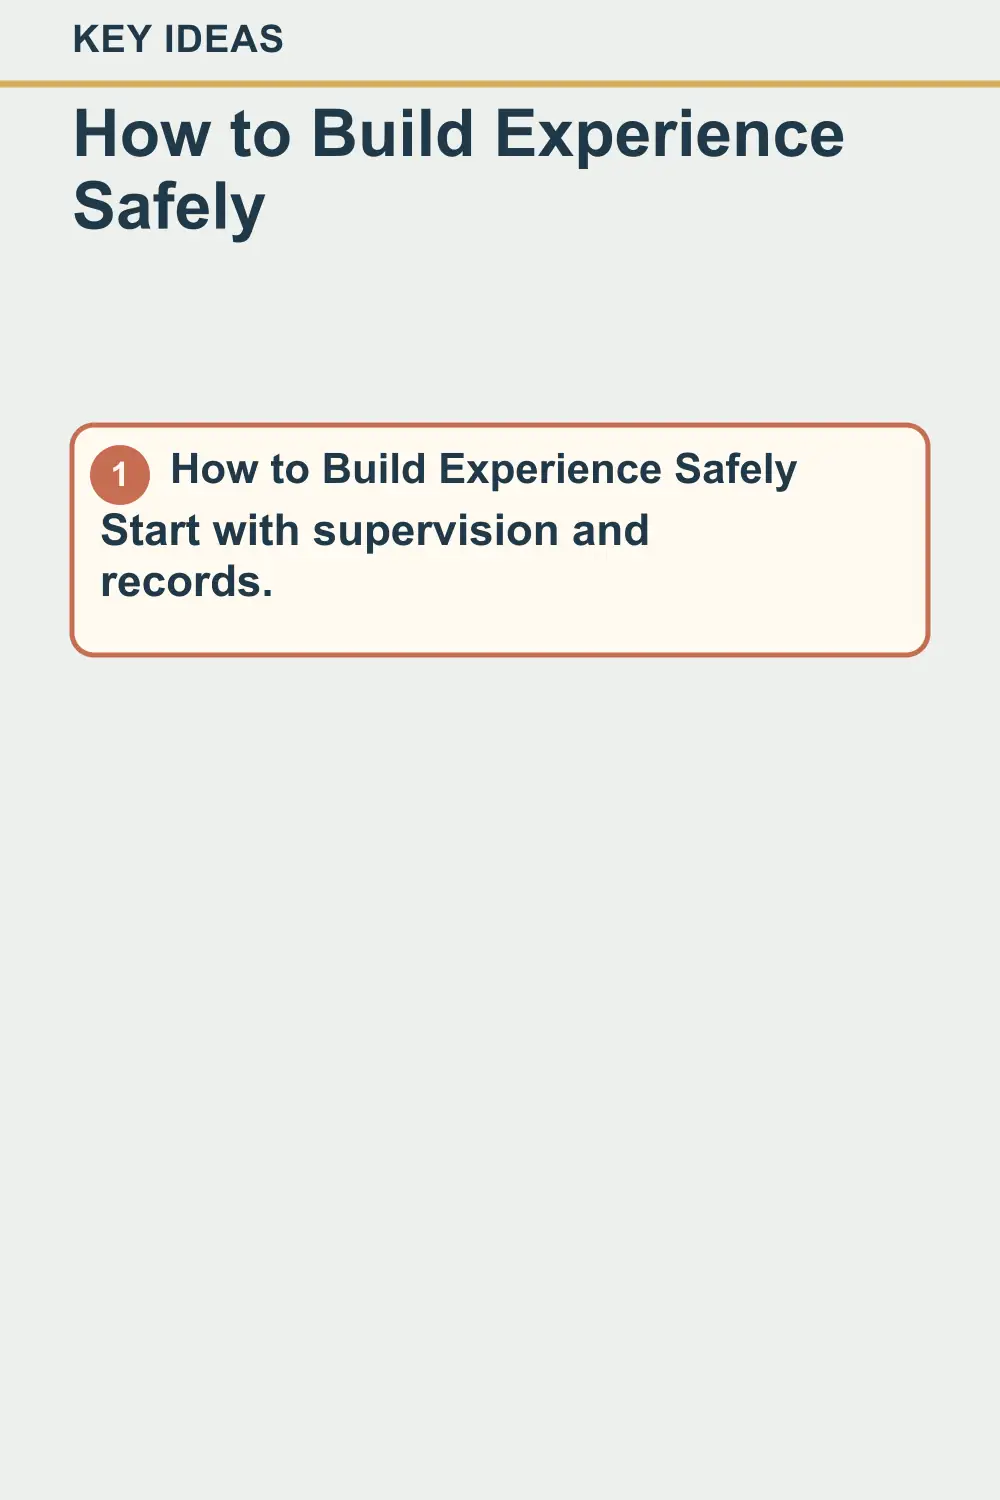 KEY IDEAS
How to Build Experience
Safely
1 How to Build Experience Safely
Start with supervision and
records.